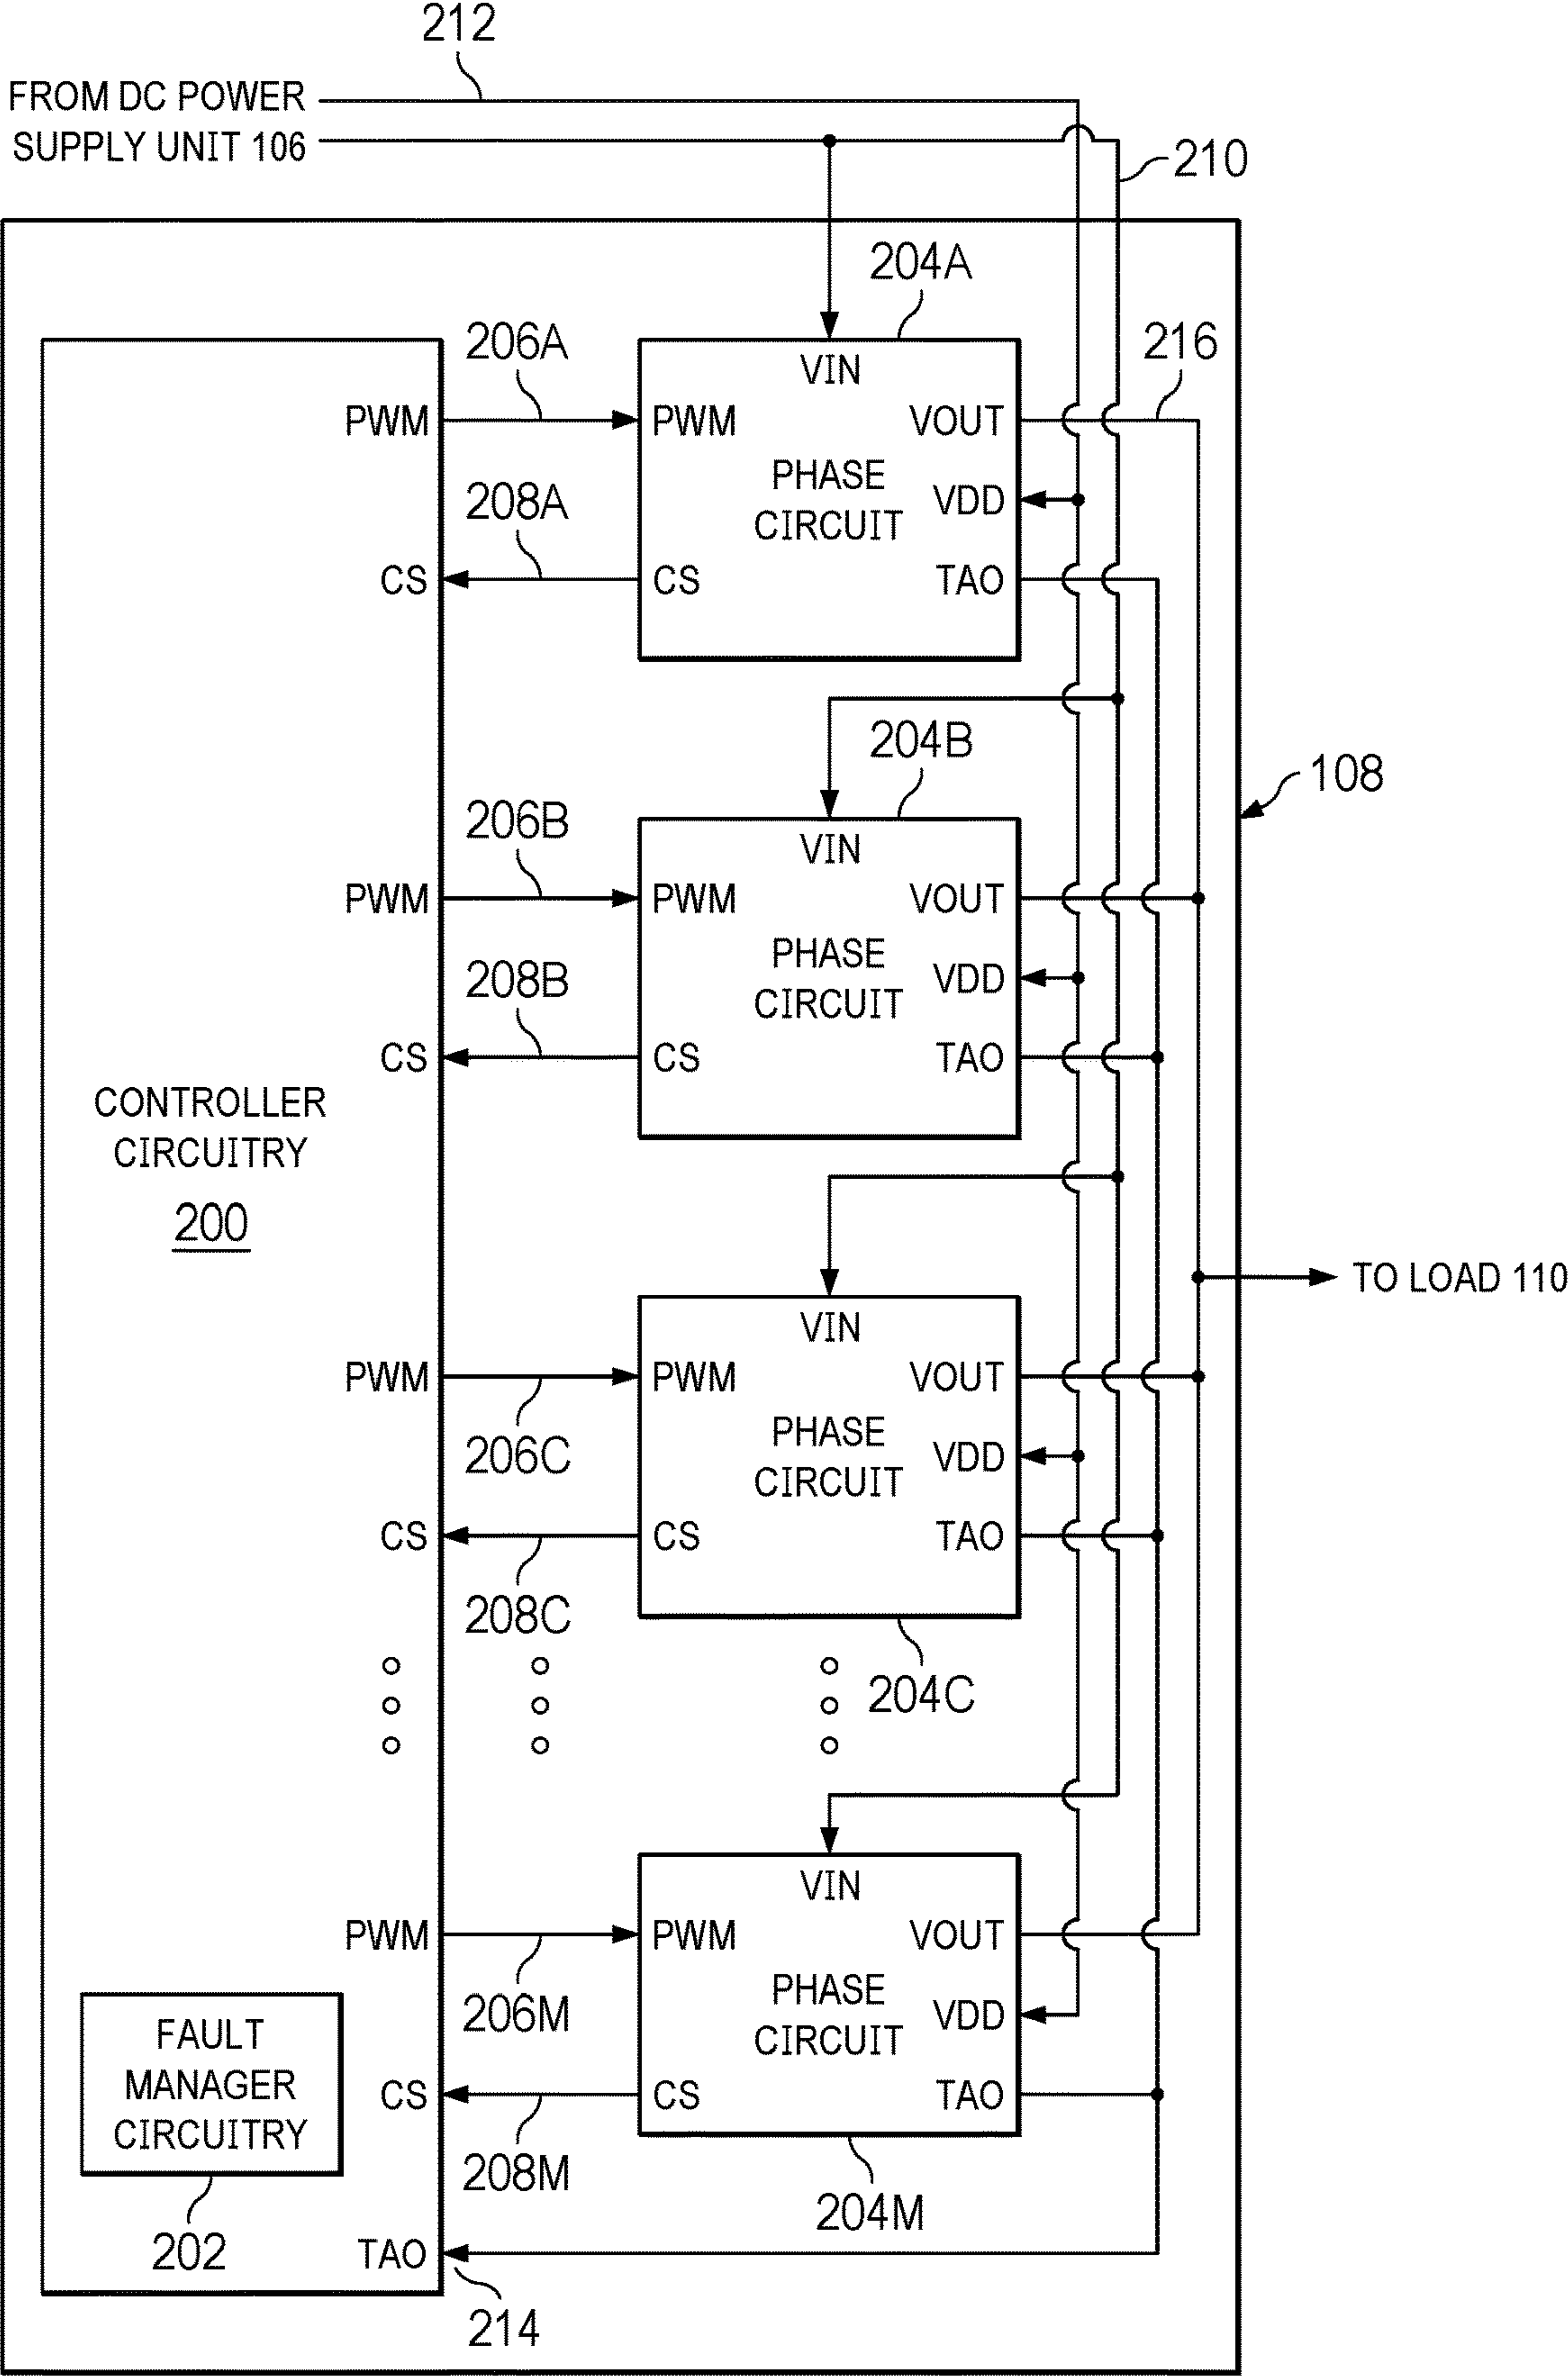 212
FROM DC POWER
SUPPLY UNIT 106
210
204A
206A
VIN
216
PWM
PWM
VOUT
208A
PHASE
CIRCUIT
VDD
CS
CS
TAO
204B
108
206B
VIN
PWM
PWM
VOUT
208B
PHASE
CIRCUIT
VDD
CS
CS
TAO
CONTROLLER
CIRCUITRY
200
TO LOAD 110
VIN
PWM
PWM
VOUT
206C
PHASE
CIRCUIT
VDD
CS
CS
TAO
208C
204C
VIN
PWM
PWM
VOUT
206M
PHASE
CIRCUIT
VDD
FAULT
MANAGER
CIRCUITRY
CS
CS
TAO
208M
204M
202
TAO
214